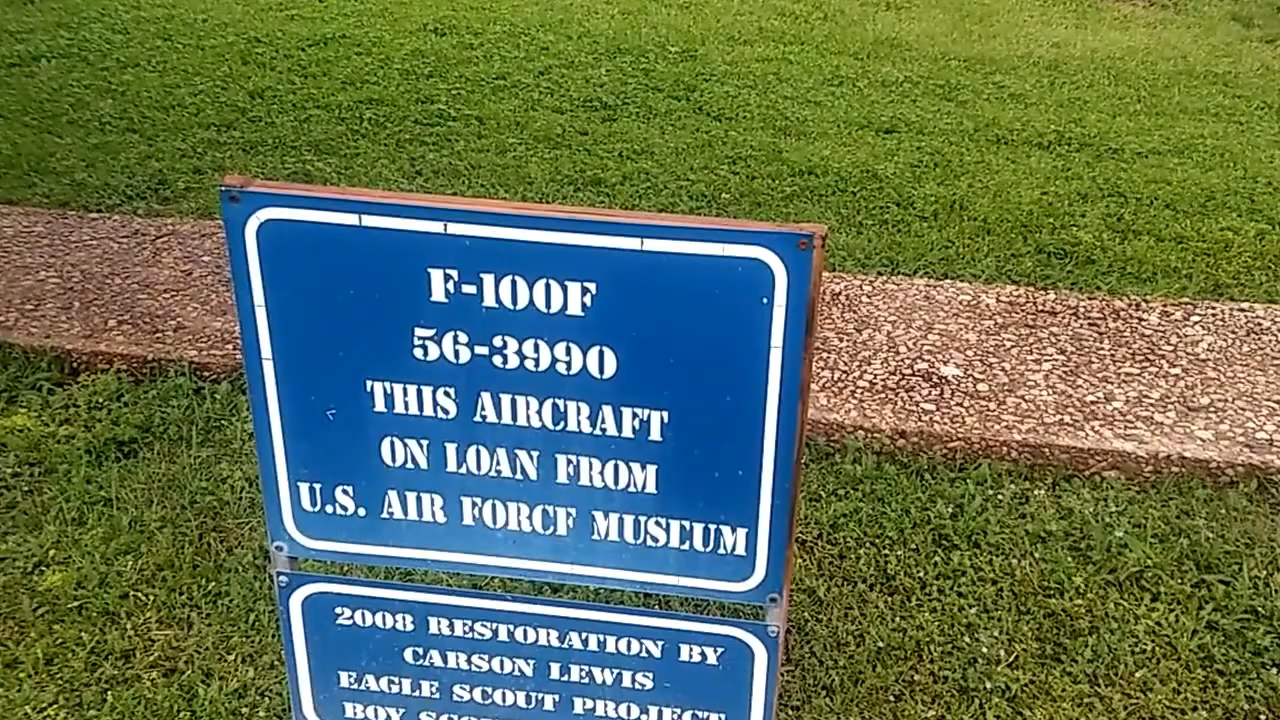 F-100F
56-3990
THIS AIRCRAFT
ON LOAN FROM
U.S. AIR FORCE MUSEUM
2008 RESTORATION BY
CARSON LEWIS
EAGLE SCOUT PROJECT
BOY